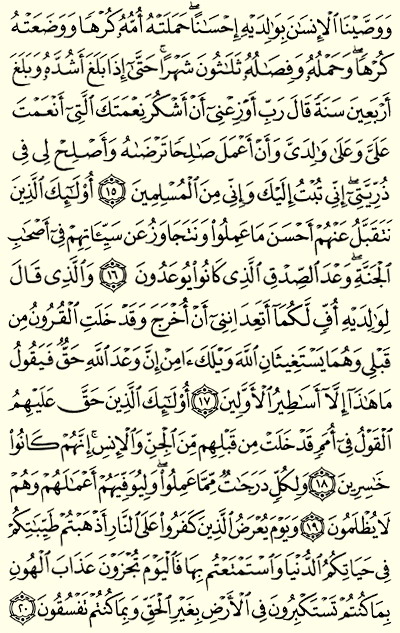 وَوَصَّيْنَا ٱلْإِنسَٰنَ بِوَٰلِدَيْهِ إِحْسَٰنًا ۖ حَمَلَتْهُ أُمُّهُۥ كُرْهًا وَوَضَعَتْهُ
كُرْهًا ۖ وَحَمْلُهُۥ وَفِصَٰلُهُۥ ثَلَٰثُونَ شَهْرًا ۚ حَتَّىٰٓ إِذَا بَلَغَ أَشُدَّهُۥ وَبَلَغَ
أَرْبَعِينَ سَنَةً قَالَ رَبِّ أَوْزِعْنِىٓ أَنْ أَشْكُرَ نِعْمَتَكَ ٱلَّتِىٓ أَنْعَمْتَ
عَلَىَّ وَعَلَىٰ وَٰلِدَىَّ وَأَنْ أَعْمَلَ صَٰلِحًا تَرْضَىٰهُ وَأَصْلِحْ لِى فِى
ذُرِّيَّتِىٓ ۖ إِنِّى تُبْتُ إِلَيْكَ وَإِنِّى مِنَ ٱلْمُسْلِمِينَ ١٥ أُو۟لَٰٓئِكَ ٱلَّذِينَ
نَتَقَبَّلُ عَنْهُمْ أَحْسَنَ مَا عَمِلُوا۟ وَنَتَجَاوَزُ عَن سَيِّـَٔاتِهِمْ فِىٓ أَصْحَٰبِ
ٱلْجَنَّةِ ۖ وَعْدَ ٱلصِّدْقِ ٱلَّذِى كَانُوا۟ يُوعَدُونَ ١٦ وَٱلَّذِى قَالَ
لِوَٰلِدَيْهِ أُفٍّ لَّكُمَآ أَتَعِدَانِنِىٓ أَنْ أُخْرَجَ وَقَدْ خَلَتِ ٱلْقُرُونُ مِن
قَبْلِى وَهُمَا يَسْتَغِيثَانِ ٱللَّهَ وَيْلَكَ ءَامِنْ إِنَّ وَعْدَ ٱللَّهِ حَقٌّ فَيَقُولُ
مَا هَٰذَآ إِلَّآ أَسَٰطِيرُ ٱلْأَوَّلِينَ ١٧ أُو۟لَٰٓئِكَ ٱلَّذِينَ حَقَّ عَلَيْهِمُ
ٱلْقَوْلُ فِىٓ أُمَمٍ قَدْ خَلَتْ مِن قَبْلِهِم مِّنَ ٱلْجِنِّ وَٱلْإِنسِ ۖ إِنَّهُمْ كَانُوا۟
خَٰسِرِينَ ١٨ وَلِكُلٍّ دَرَجَٰتٌ مِّمَّا عَمِلُوا۟ ۖ وَلِيُوَفِّيَهُمْ أَعْمَٰلَهُمْ وَهُمْ
لَا يُظْلَمُونَ ١٩ وَيَوْمَ يُعْرَضُ ٱلَّذِينَ كَفَرُوا۟ عَلَى ٱلنَّارِ أَذْهَبْتُمْ طَيِّبَٰتِكُمْ
فِى حَيَاتِكُمُ ٱلدُّنْيَا وَٱسْتَمْتَعْتُم بِهَا فَٱلْيَوْمَ تُجْزَوْنَ عَذَابَ ٱلْهُونِ
بِمَا كُنتُمْ تَسْتَكْبِرُونَ فِى ٱلْأَرْضِ بِغَيْرِ ٱلْحَقِّ وَبِمَا كُنتُمْ تَفْسُقُونَ ٢٠